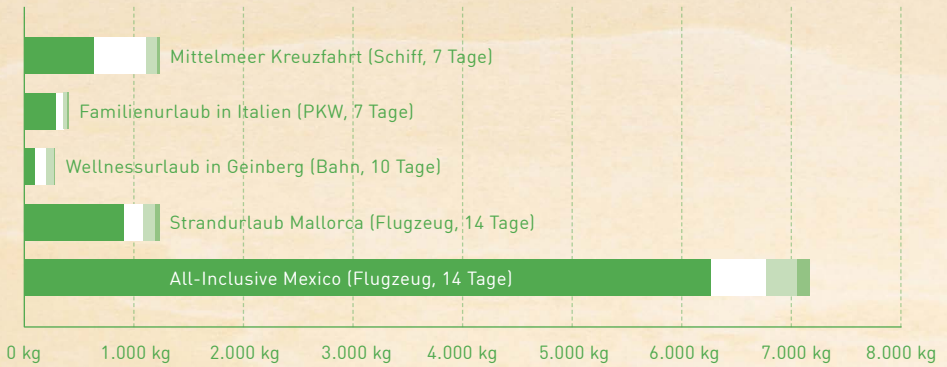 Mittelmeer Kreuzfahrt (Schiff, 7 Tage)
Familienurlaub in Italien (PKW, 7 Tage)
Wellnessurlaub in Geinberg (Bahn, 10 Tage)
Strandurlaub Mallorca (Flugzeug, 14 Tage)
All-Inclusive Mexico (Flugzeug, 14 Tage)
0 kg 1.000 kg 2.000 kg 3.000 kg 4.000 kg 5.000 kg 6.000 kg 7.000 kg 8.000 kg